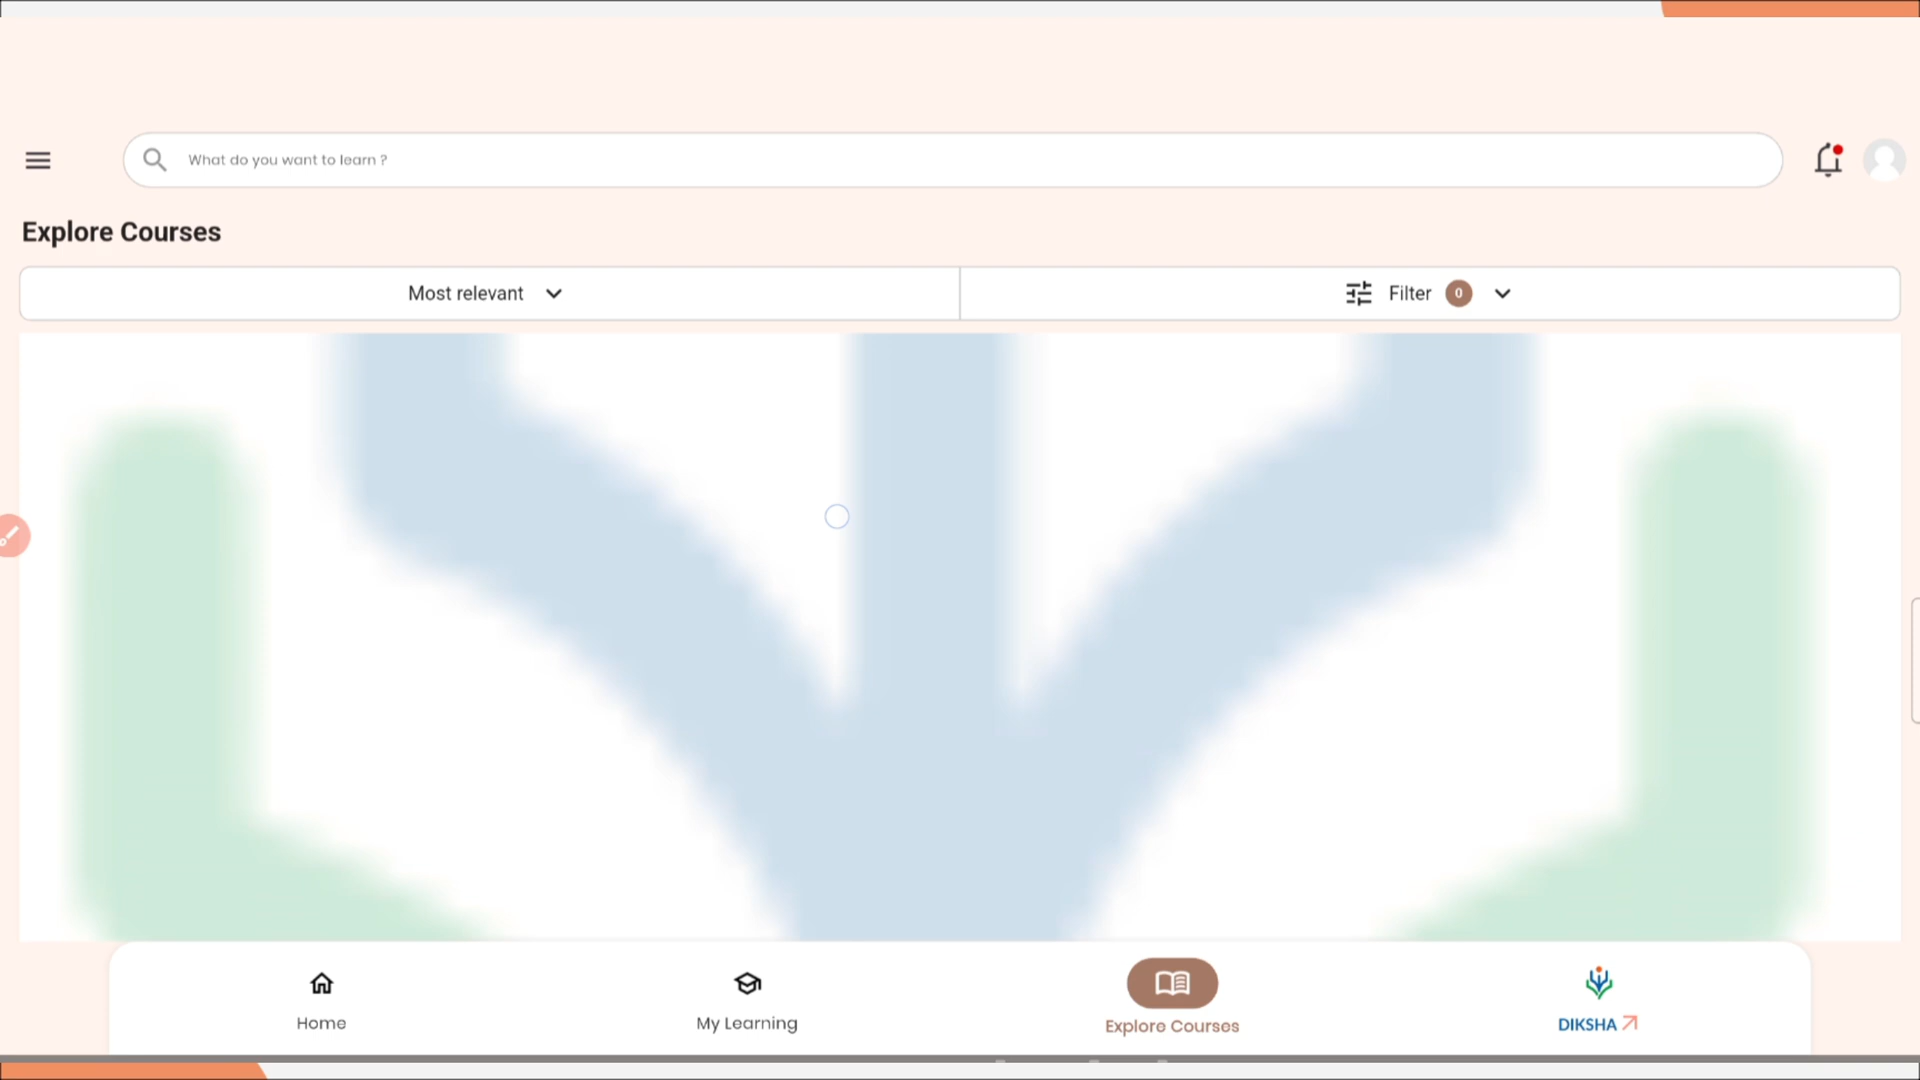 What do you want to learn ?
Explore Courses
Most relevant
Filter 0
Home
My Learning
Explore Courses
DIKSHA